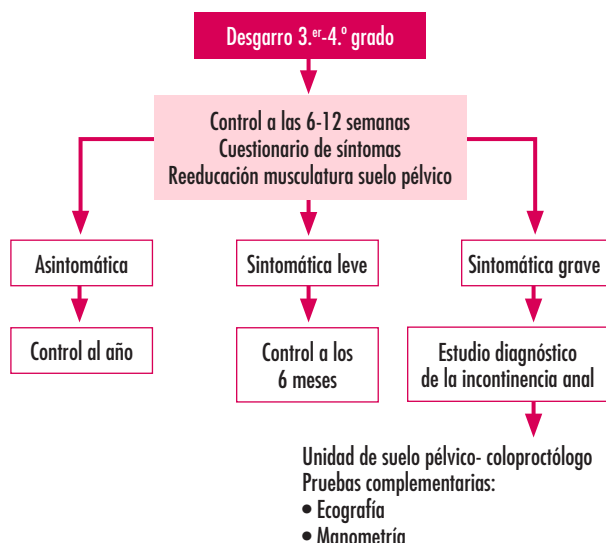 Desgarro 3.er-4.º grado
Control a las 6-12 semanas
Cuestionario de síntomas
Reeducación musculatura suelo pélvico
Asintomática
Sintomática leve
Sintomática grave
Control al año
Control a los
6 meses
Estudio diagnóstico
de la incontinencia anal
Unidad de suelo pélvico- coloproctólogo
Pruebas complementarias:
• Ecografía
• Manometría